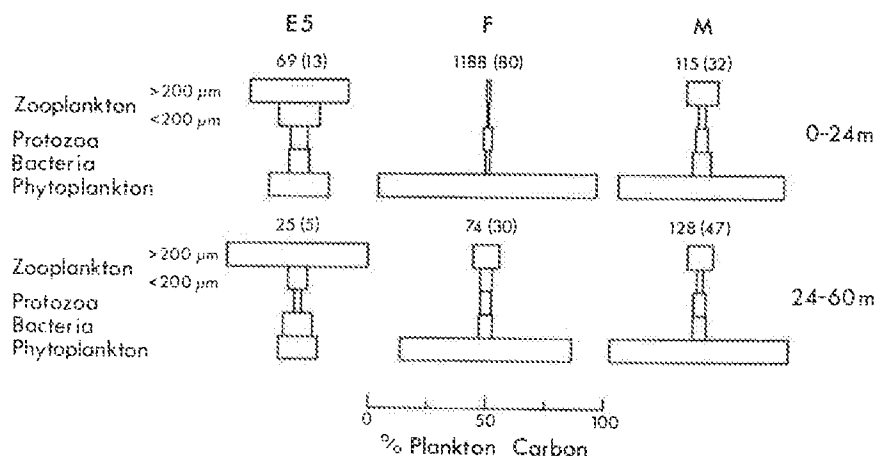 E5 F M
69 (13) 1188 (80) 115 (32)
Zooplankton >200 µm
<200 µm
Protozoa
Bacteria
Phytoplankton
0-24m
25 (5) 74 (30) 128 (47)
Zooplankton >200 µm
<200 µm
Protozoa
Bacteria
Phytoplankton
24-60m
0 50 100
% Plankton Carbon